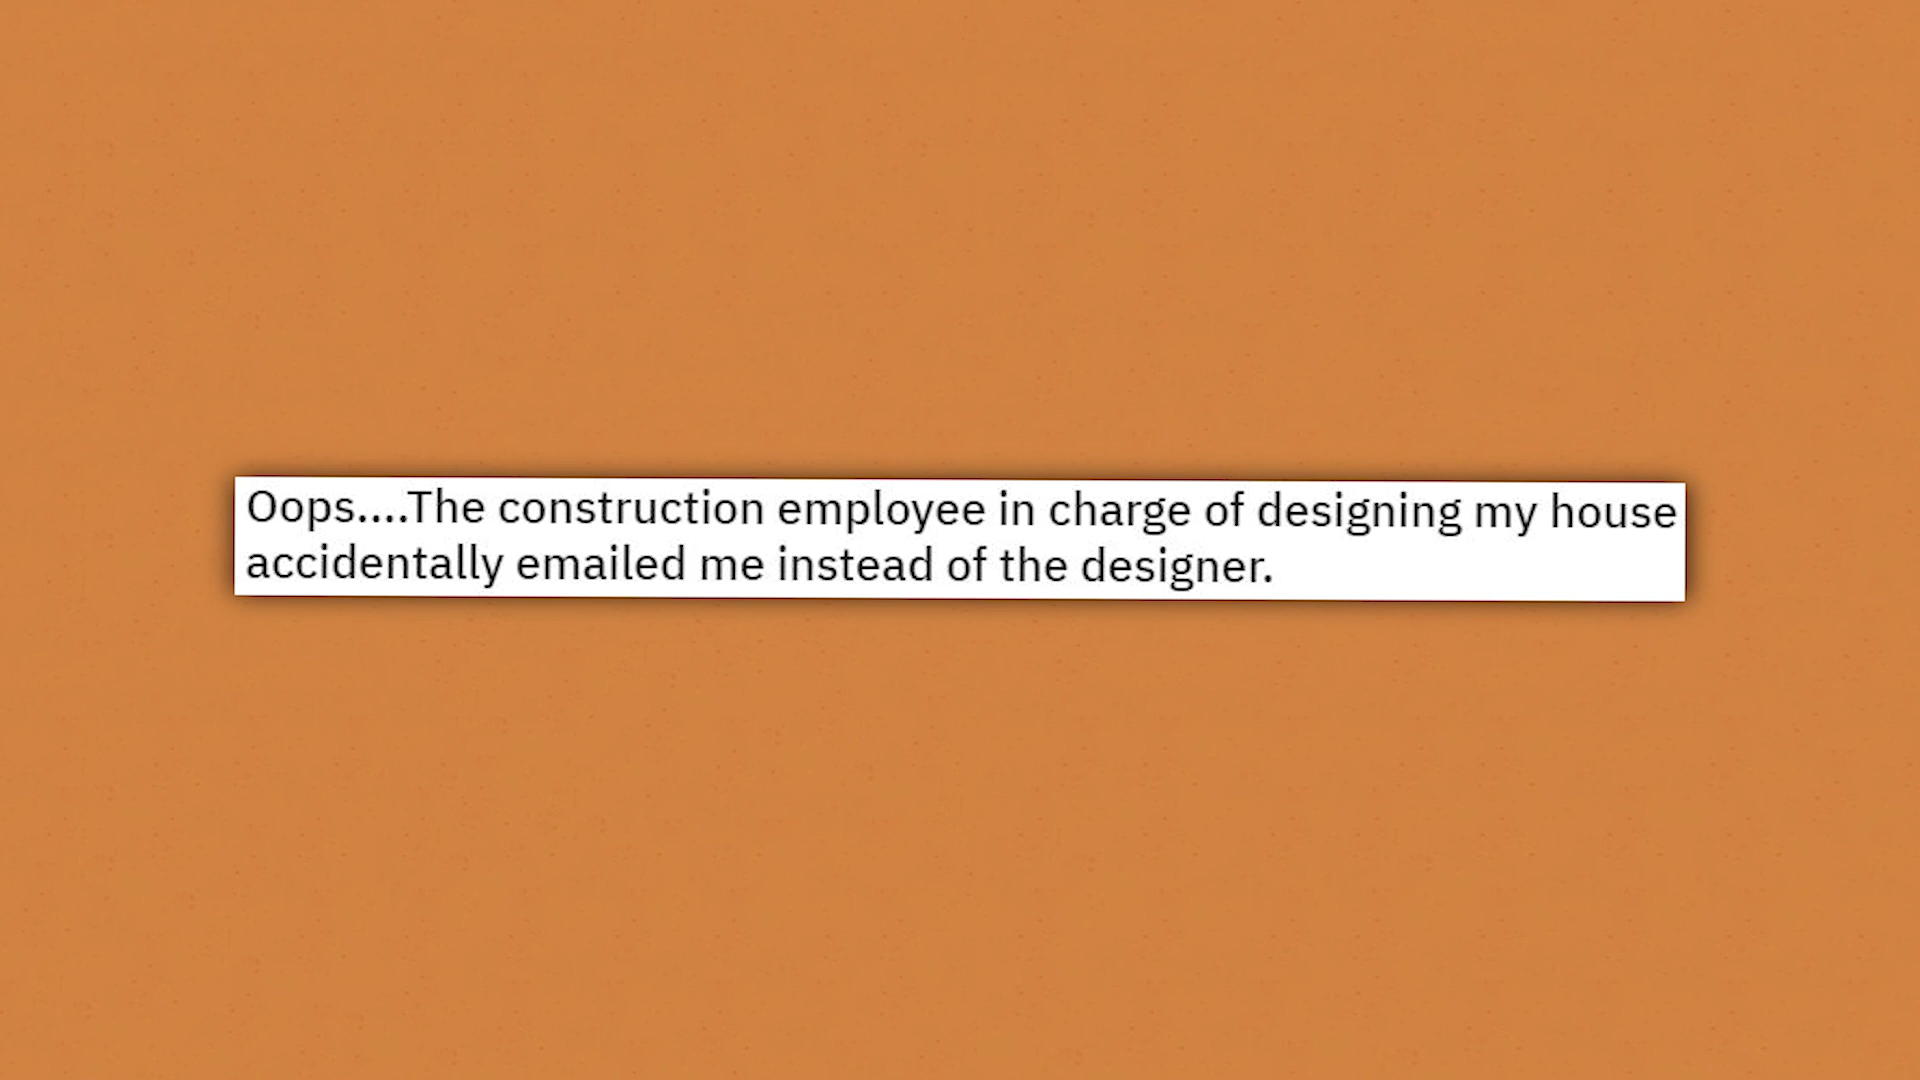 Oops....The construction employee in charge of designing my house
accidentally emailed me instead of the designer.